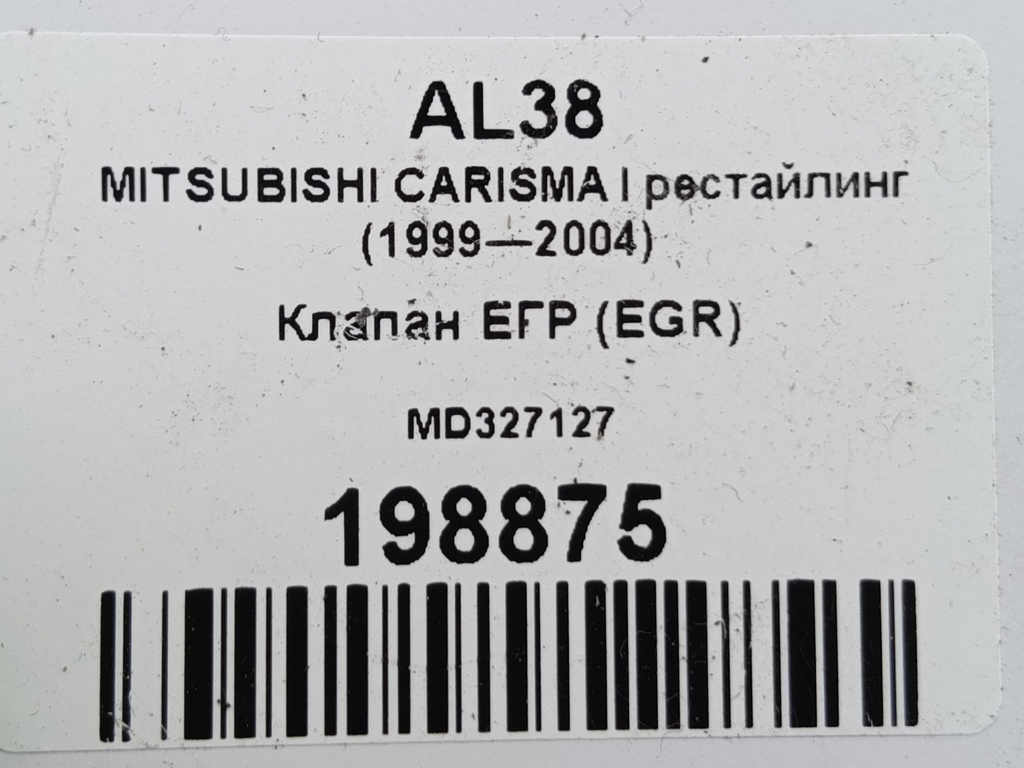 AL38
MITSUBISHI CARISMA I рестайлинг
(1999—2004)
Клапан ЕГР (EGR)
MD327127
198875